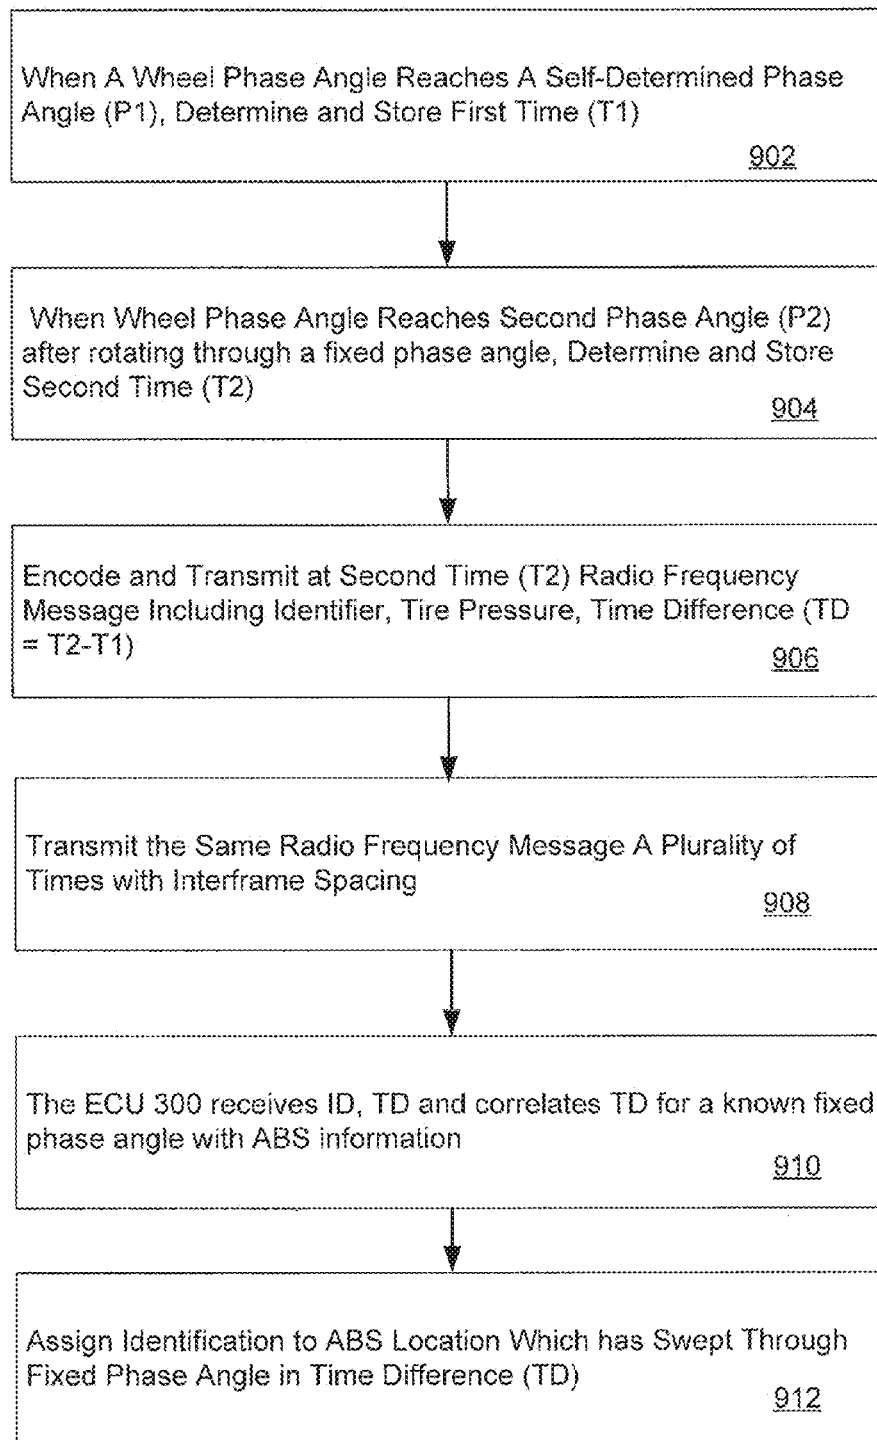 When A Wheel Phase Angle Reaches A Self-Determined Phase
Angle (P1), Determine and Store First Time (T1)
902
When Wheel Phase Angle Reaches Second Phase Angle (P2)
after rotating through a fixed phase angle, Determine and Store
Second Time (T2)
904
Encode and Transmit at Second Time (T2) Radio Frequency
Message Including Identifier, Tire Pressure, Time Difference (TD
= T2-T1)
906
Transmit the Same Radio Frequency Message A Plurality of
Times with Interframe Spacing
908
The ECU 300 receives ID, TD and correlates TD for a known fixed
phase angle with ABS information
910
Assign Identification to ABS Location Which has Swept Through
Fixed Phase Angle in Time Difference (TD)
912